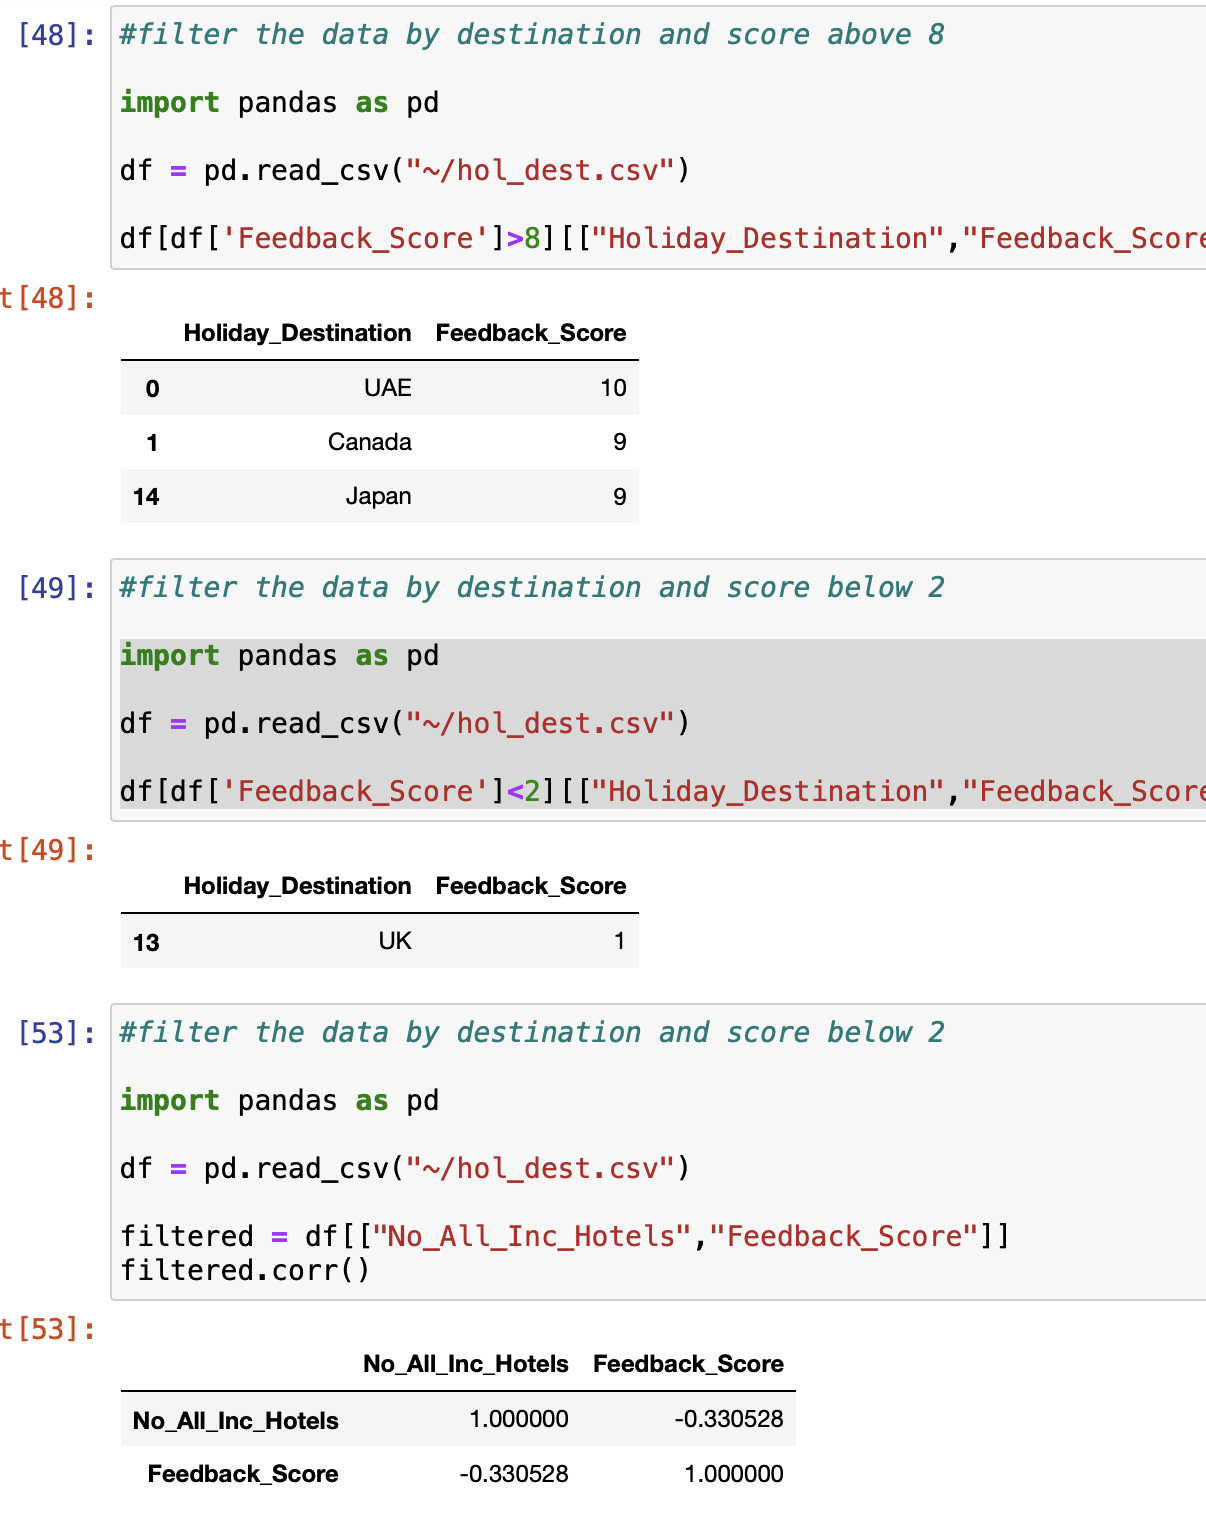 [48]: #filter the data by destination and score above 8
import pandas as pd
df = pd.read_csv("~/hol_dest.csv")
df[df['Feedback_Score']>8][["Holiday_Destination","Feedback_Score
t[48]:
Holiday_Destination Feedback_Score
0 UAE 10
1 Canada 9
14 Japan 9
[49]: #filter the data by destination and score below 2
import pandas as pd
df = pd.read_csv("~/hol_dest.csv")
df[df['Feedback_Score']<2][["Holiday_Destination","Feedback_Score
t[49]:
Holiday_Destination Feedback_Score
13 UK 1
[53]: #filter the data by destination and score below 2
import pandas as pd
df = pd.read_csv("~/hol_dest.csv")
filtered = df[["No_All_Inc_Hotels","Feedback_Score"]]
filtered.corr()
t[53]:
No_All_Inc_Hotels Feedback_Score
No_All_Inc_Hotels 1.000000 -0.330528
Feedback_Score -0.330528 1.000000